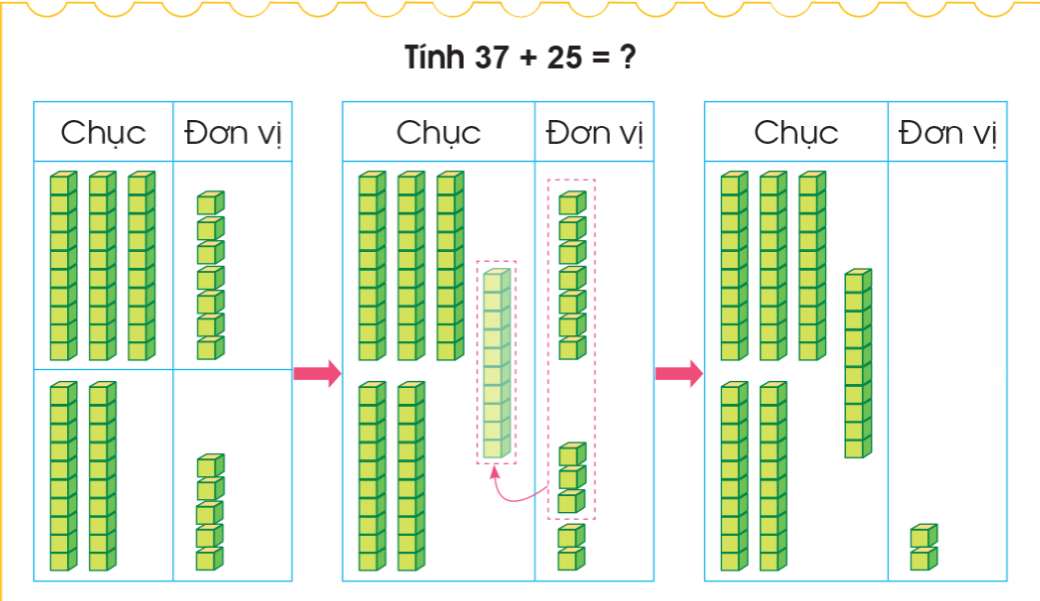 Tính 37 + 25 = ?
Chục Đơn vị Chục Đơn vị Chục Đơn vị